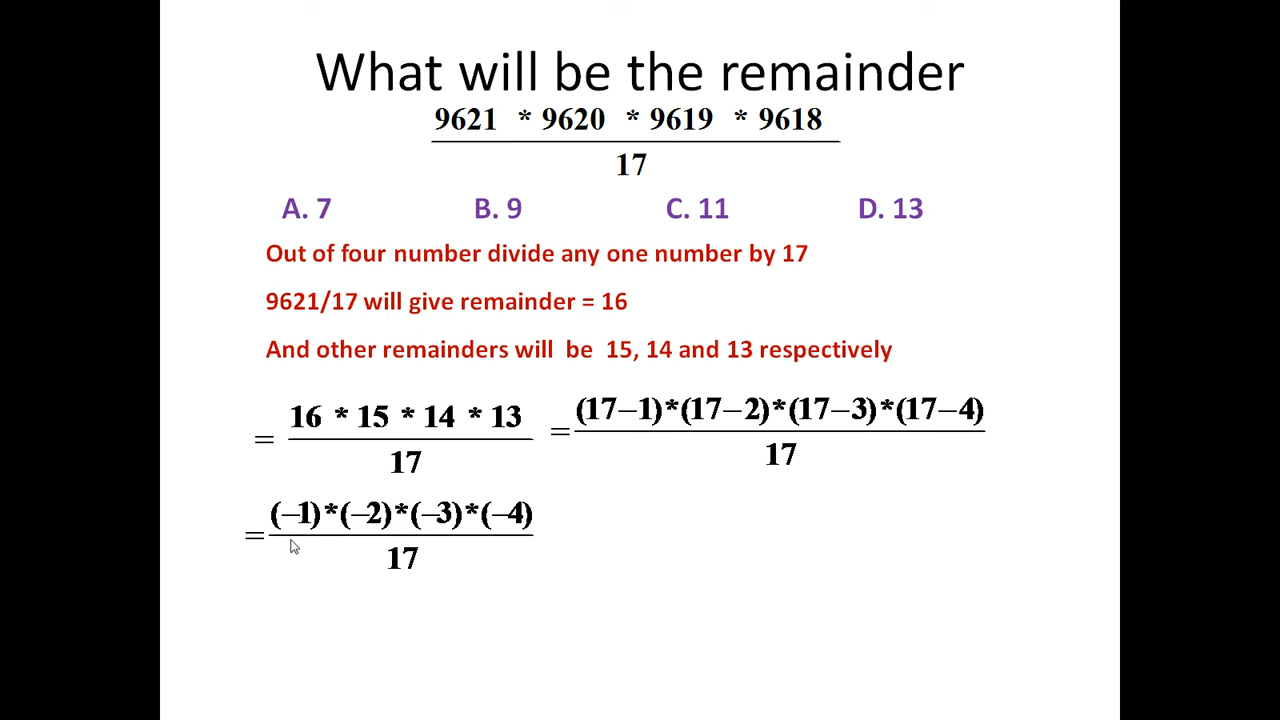 What will be the remainder
9621 * 9620 * 9619 * 9618
17
A. 7 B. 9 C. 11 D. 13
Out of four number divide any one number by 17
9621/17 will give remainder = 16
And other remainders will be 15, 14 and 13 respectively
= 16 * 15 * 14 * 13
17
= (17–1)*(17–2)*(17–3)*(17–4)
17
= (–1)*(–2)*(–3)*(–4)
17